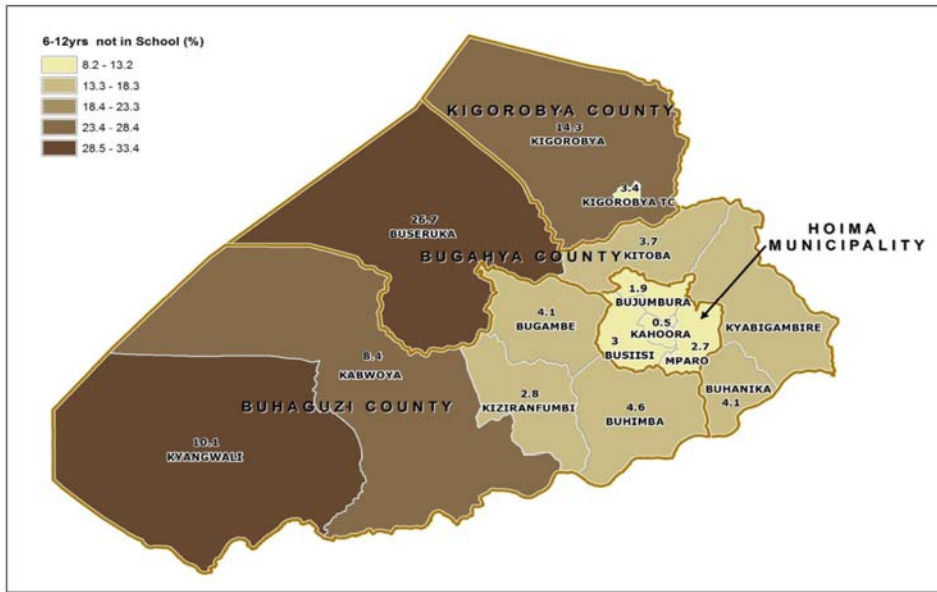 6-12yrs not in School (%)
8.2 - 13.2
13.3 - 18.3
18.4 - 23.3
23.4 - 28.4
28.5 - 33.4
KIGOROBYA COUNTY
14.3
KIGOROBYA
3.4
KIGOROBYA TC
26.7
BUSERUKA
BUGAHYA COUNTY
3.7
KITOBA
HOIMA
MUNICIPALITY
1.9
BUJUMBURA
4.1
BUGAMBE
0.5
KAHOORA
KYABIGAMBIRE
3
BUSIISI
2.7
MPARO
8.4
KABWOYA
BUHAGUZI COUNTY
2.8
KIZIRANFUMBI
4.6
BUHIMBA
BUHANIKA
4.1
10.1
KYANGWALI